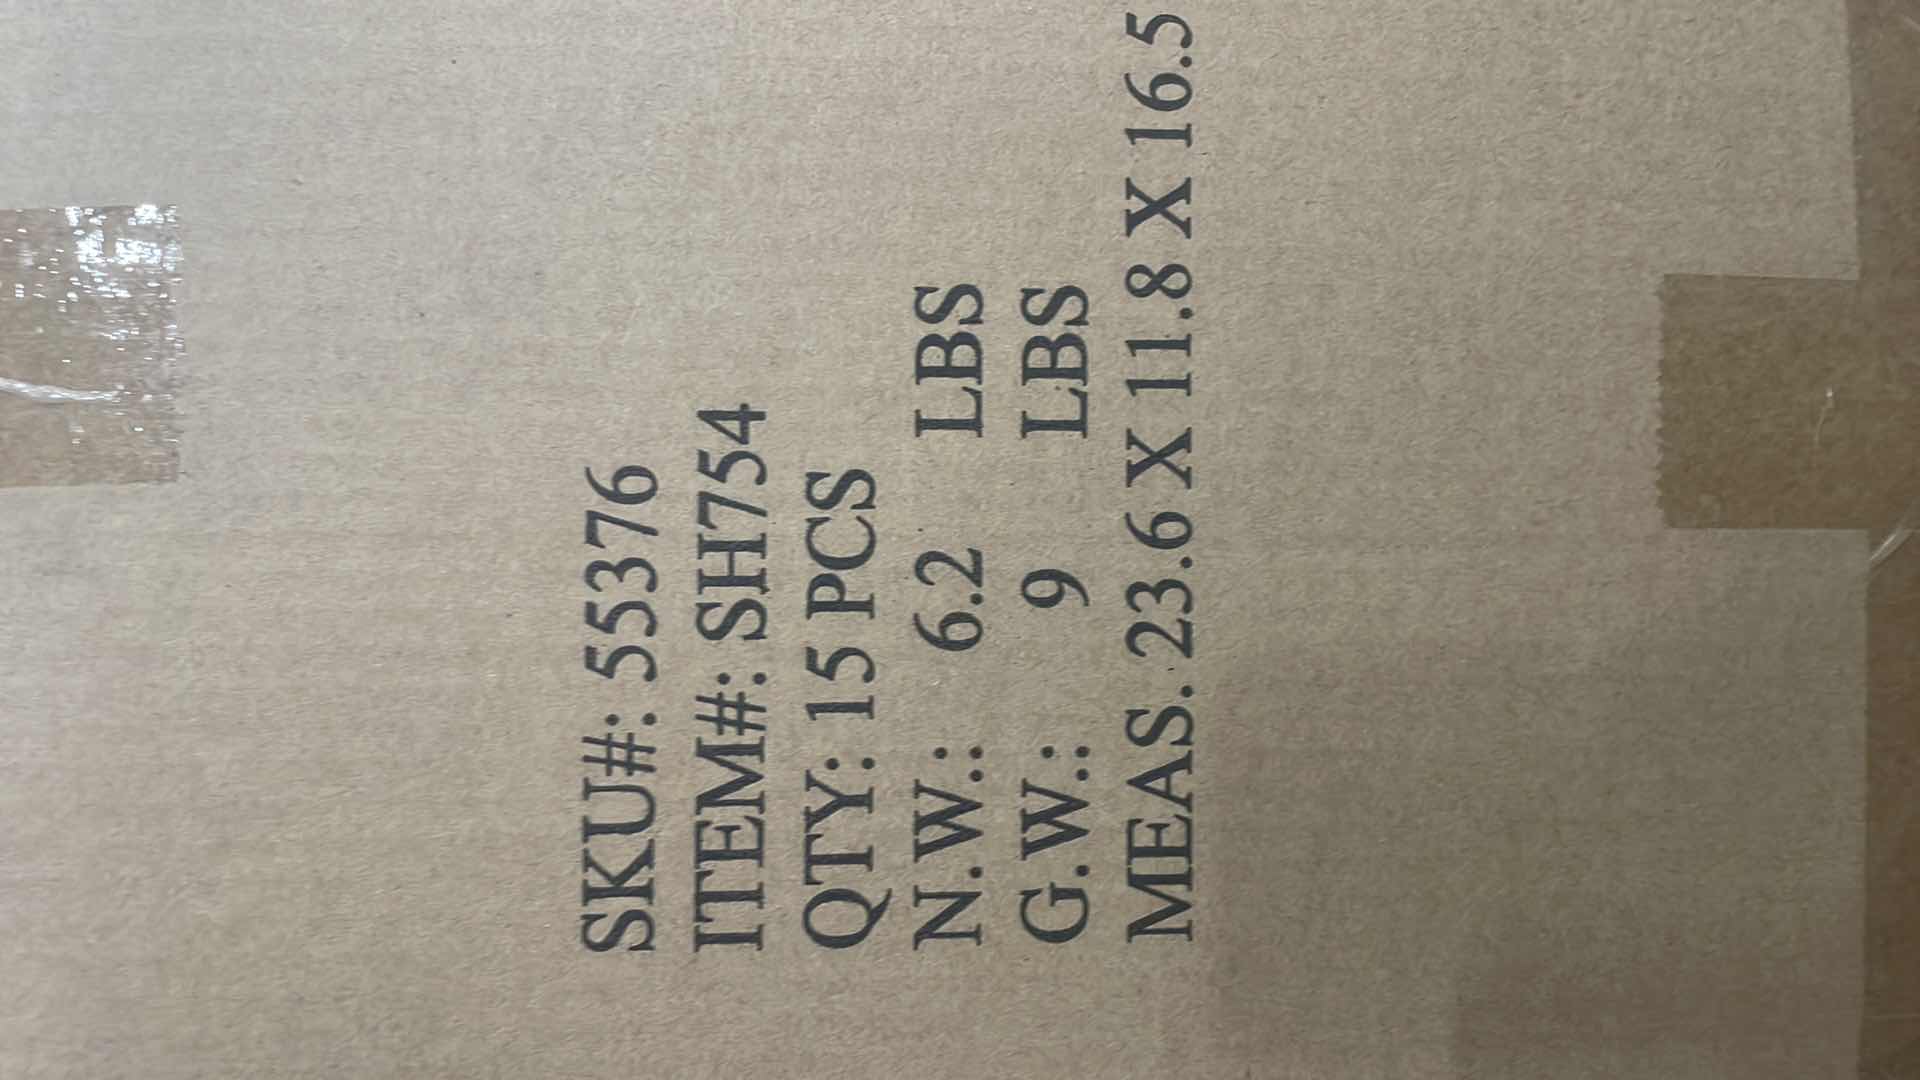 SKU#: 55376
ITEM#: SH754
QTY: 15 PCS
N.W.: 6.2 LBS
G.W.: 9 LBS
MEAS. 23.6 X 11.8 X 16.5